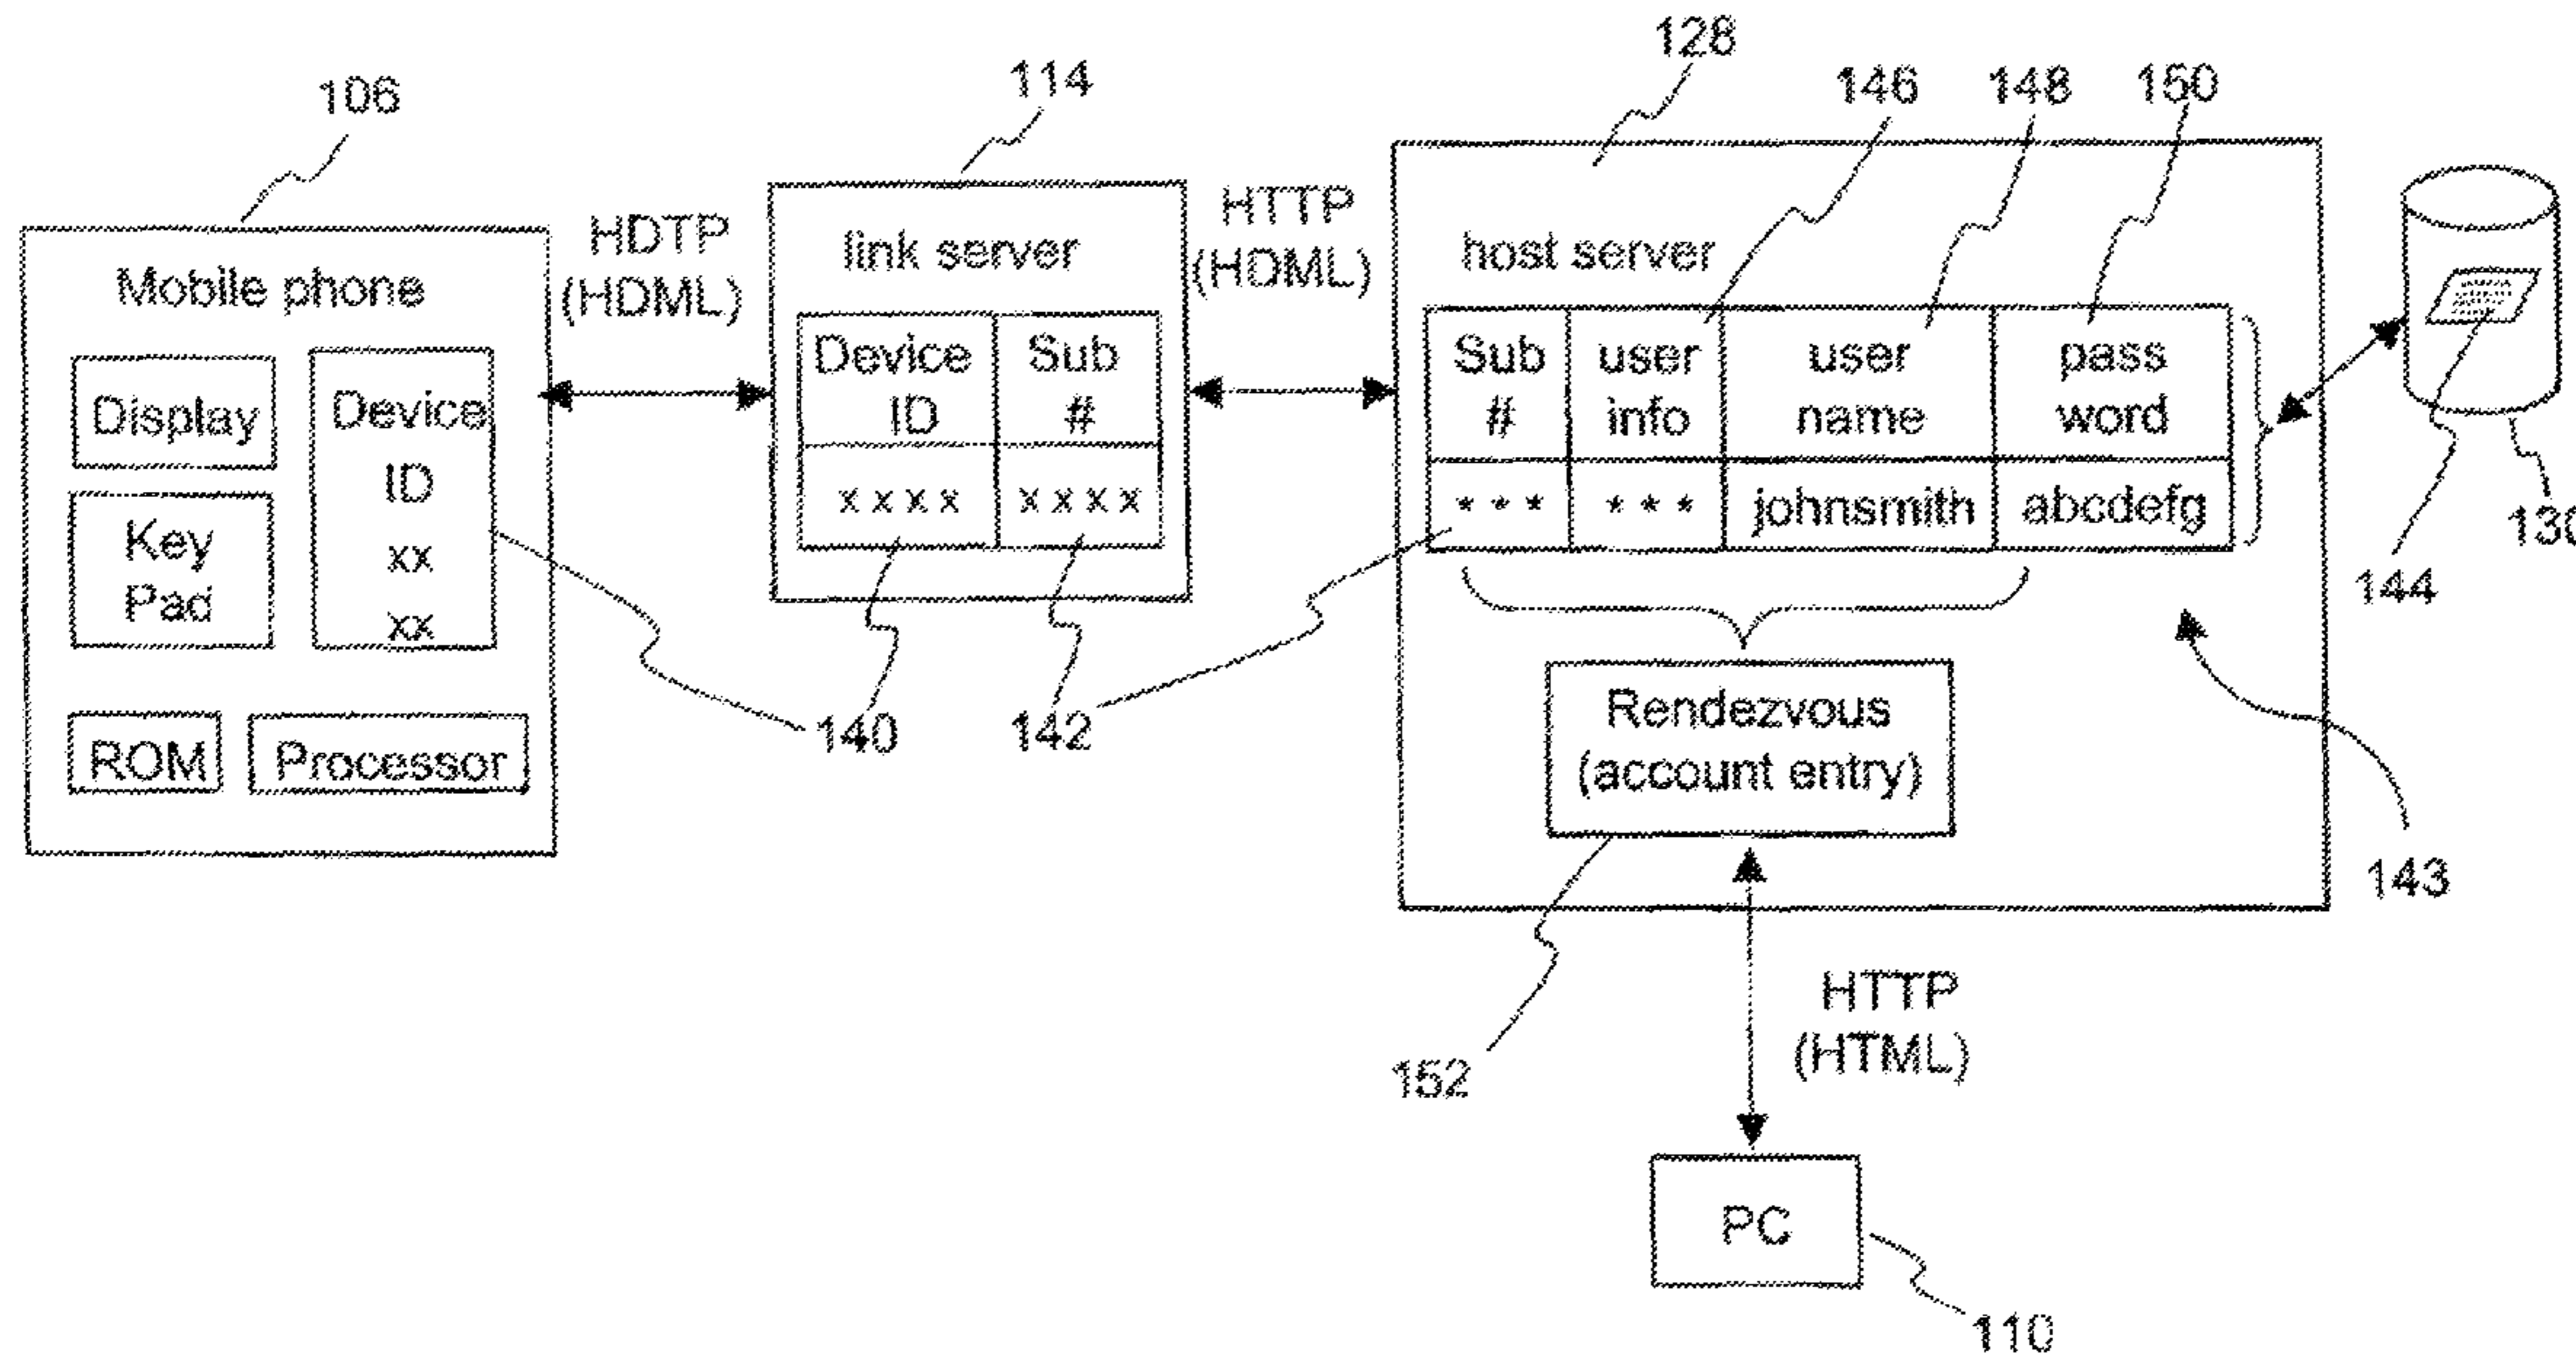 128
146
148
150
114
106
HDTP
(HDML)
HTTP
(HDML)
Mobile phone
Display
Key
Pad
Device
ID
xx
xx
ROM
Processor
link server
Device
ID
Sub
#
x x x x
x x x x
host server
Sub
#
user
info
user
name
pass
word
* * *
* * *
johnsmith
abcdefg
130
144
140
142
Rendezvous
(account entry)
143
152
HTTP
(HTML)
PC
110